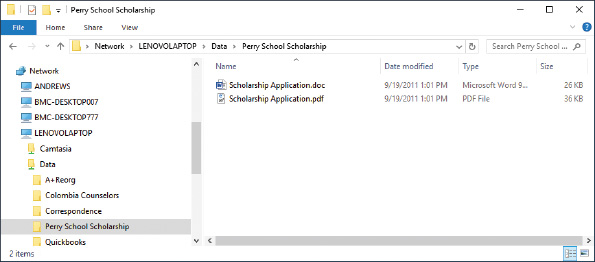 Perry School Scholarship
File Home Share View
Network > LENOVOLAPTOP > Data > Perry School Scholarship
Search Perry School ...
Network
ANDREWS
BMC-DESKTOP007
BMC-DESKTOP777
LENOVOLAPTOP
Camtasia
Data
A+Reorg
Colombia Counselors
Correspondence
Perry School Scholarship
Quickbooks
Name Date modified Type Size
Scholarship Application.doc 9/19/2011 1:01 PM Microsoft Word 9... 26 KB
Scholarship Application.pdf 9/19/2011 1:01 PM PDF File 36 KB
2 items